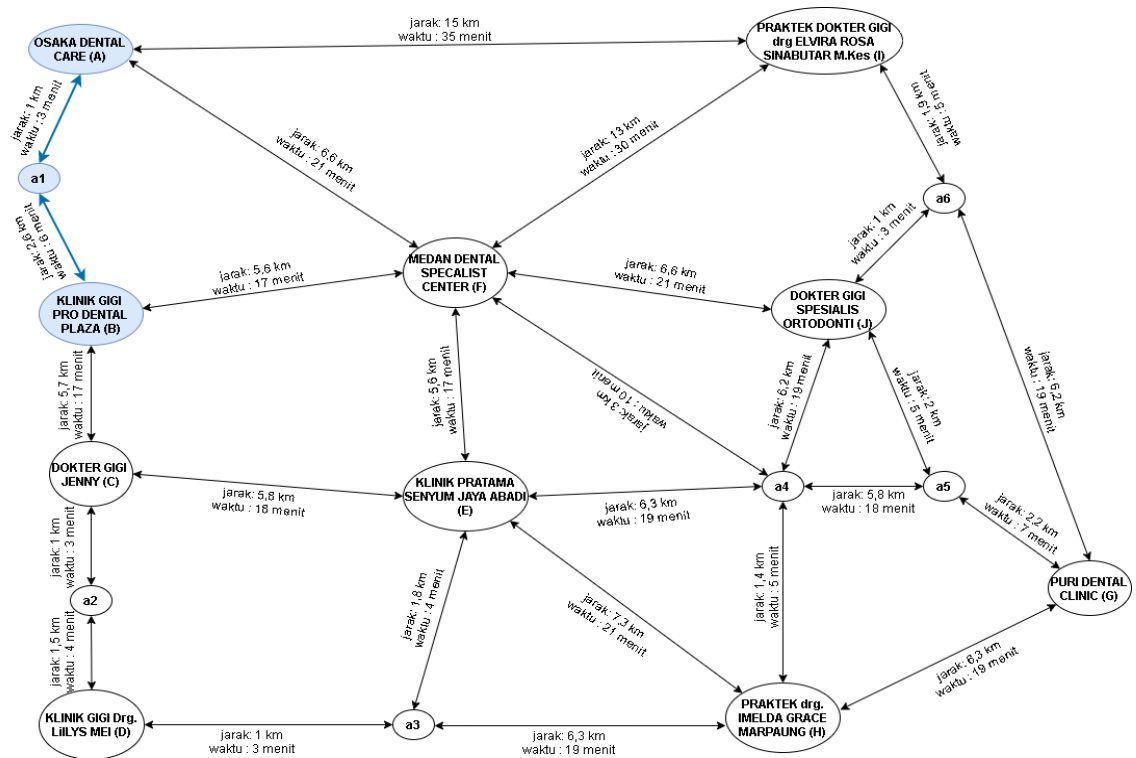 jarak: 15 km
waktu : 35 menit
OSAKA DENTAL
CARE (A)
PRAKTEK DOKTER GIGI
drg ELVIRA ROSA
SINABUTAR M.Kes (I)
jarak: 1 km
waktu : 3 menit
jarak: 6,6 km
waktu : 21 menit
jarak: 13 km
waktu : 30 menit
jarak: 1,9 km
waktu : 5 menit
a1
a6
jarak: 2,6 km
waktu : 6 menit
jarak: 1 km
waktu : 3 menit
KLINIK GIGI
PRO DENTAL
PLAZA (B)
jarak: 5,6 km
waktu : 17 menit
MEDAN DENTAL
SPECALIST
CENTER (F)
jarak: 6,6 km
waktu : 21 menit
DOKTER GIGI
SPESIALIS
ORTODONTI (J)
jarak: 5,7 km
waktu : 17 menit
jarak: 5,6 km
waktu : 17 menit
jarak: 3 km
waktu : 10 menit
jarak: 6,2 km
waktu : 19 menit
jarak: 2 km
waktu : 5 menit
jarak: 6,2 km
waktu : 19 menit
DOKTER GIGI
JENNY (C)
jarak: 5,8 km
waktu : 18 menit
KLINIK PRATAMA
SENYUM JAYA ABADI
(E)
jarak: 6,3 km
waktu : 19 menit
a4
jarak: 5,8 km
waktu : 18 menit
a5
jarak: 2,2 km
waktu : 7 menit
jarak: 1 km
waktu : 3 menit
a2
jarak: 1,5 km
waktu : 4 menit
jarak: 1,8 km
waktu : 4 menit
jarak: 7,3 km
waktu : 21 menit
jarak: 1,4 km
waktu : 5 menit
PURI DENTAL
CLINIC (G)
jarak: 6,3 km
waktu : 19 menit
KLINIK GIGI Drg.
LiILYS MEI (D)
jarak: 1 km
waktu : 3 menit
a3
jarak: 6,3 km
waktu : 19 menit
PRAKTEK drg.
IMELDA GRACE
MARPAUNG (H)